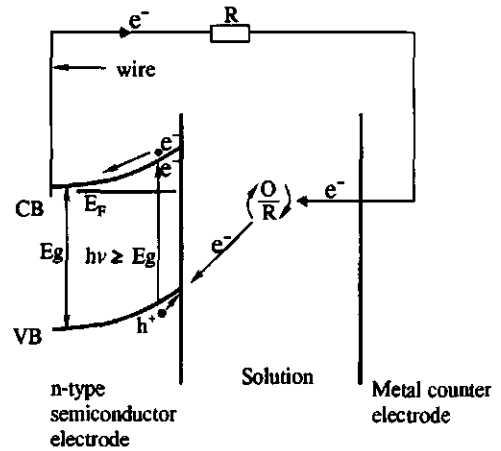 e⁻
R
wire
e⁻
e⁻
CB
E_F
O
R
e⁻
Eg
hν ≥ Eg
e⁻
h⁺
VB
n-type
semiconductor
electrode
Solution
Metal counter
electrode